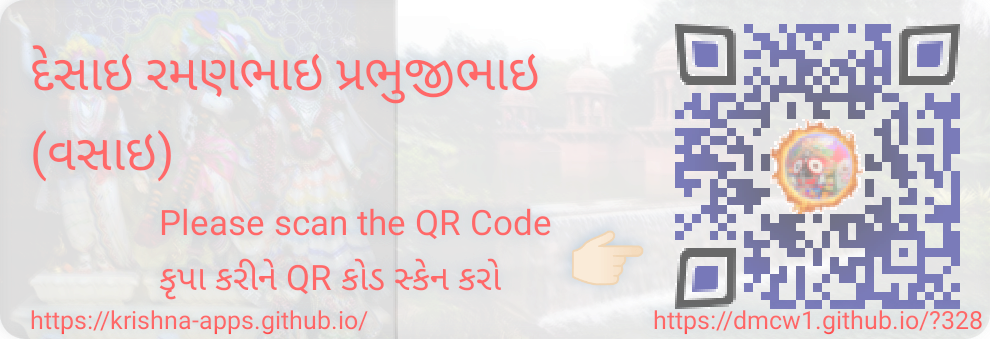 દેસાઇ રમણભાઇ પ્રભુજીભાઇ
(વસાઇ)
Please scan the QR Code
કૃપા કરીને QR કોડ સ્કેન કરો
https://krishna-apps.github.io/
https://dmcw1.github.io/?328